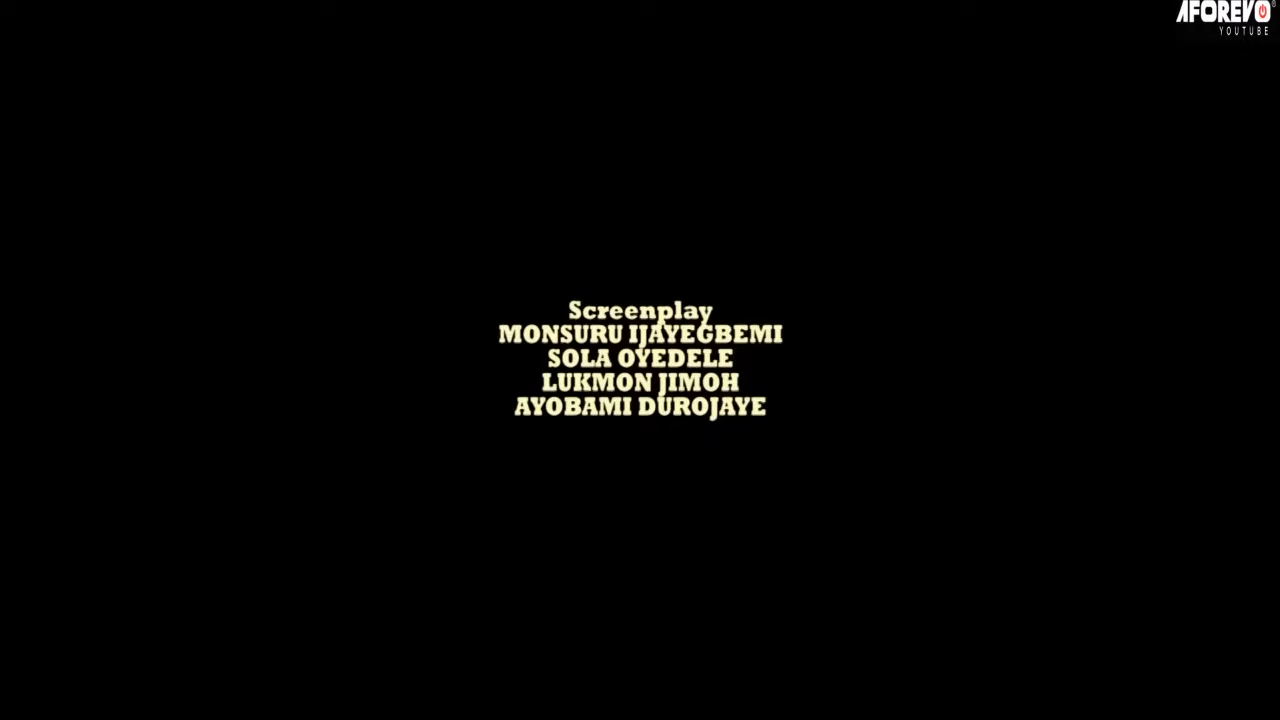 AFOREVO
YOUTUBE
Screenplay
MONSURU IJAYEGBEMI
SOLA OYEDELE
LUKMON JIMOH
AYOBAMI DUROJAYE